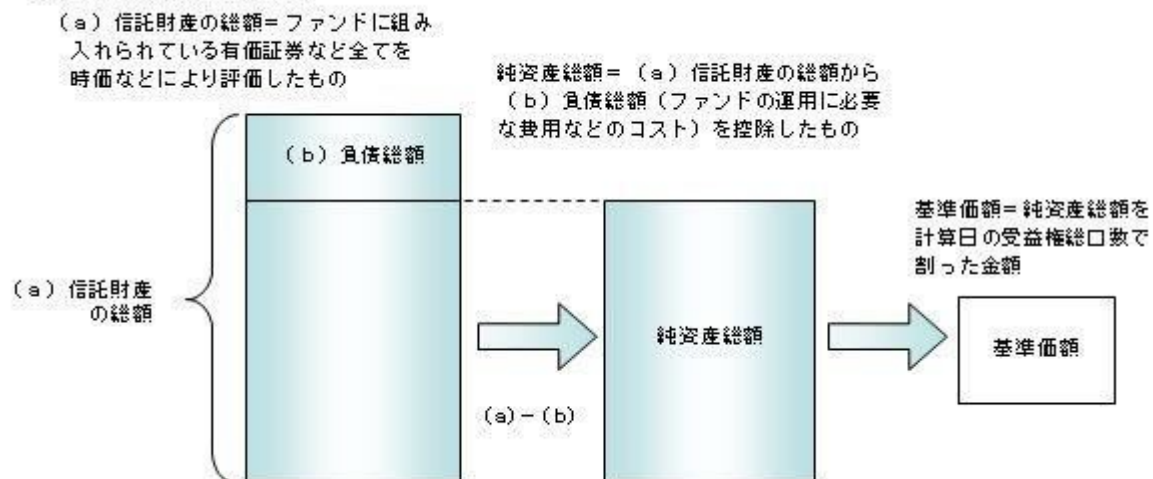 （a）信託財産の総額＝ファンドに組み
入れられている有価証券など全てを
時価などにより評価したもの
純資産総額＝（a）信託財産の総額から
（b）負債総額（ファンドの運用に必要
な費用などのコスト）を控除したもの
（b）負債総額
基準価額＝純資産総額を
計算日の受益権総口数で
割った金額
（a）信託財産
の総額
純資産総額
基準価額
(a)－(b)